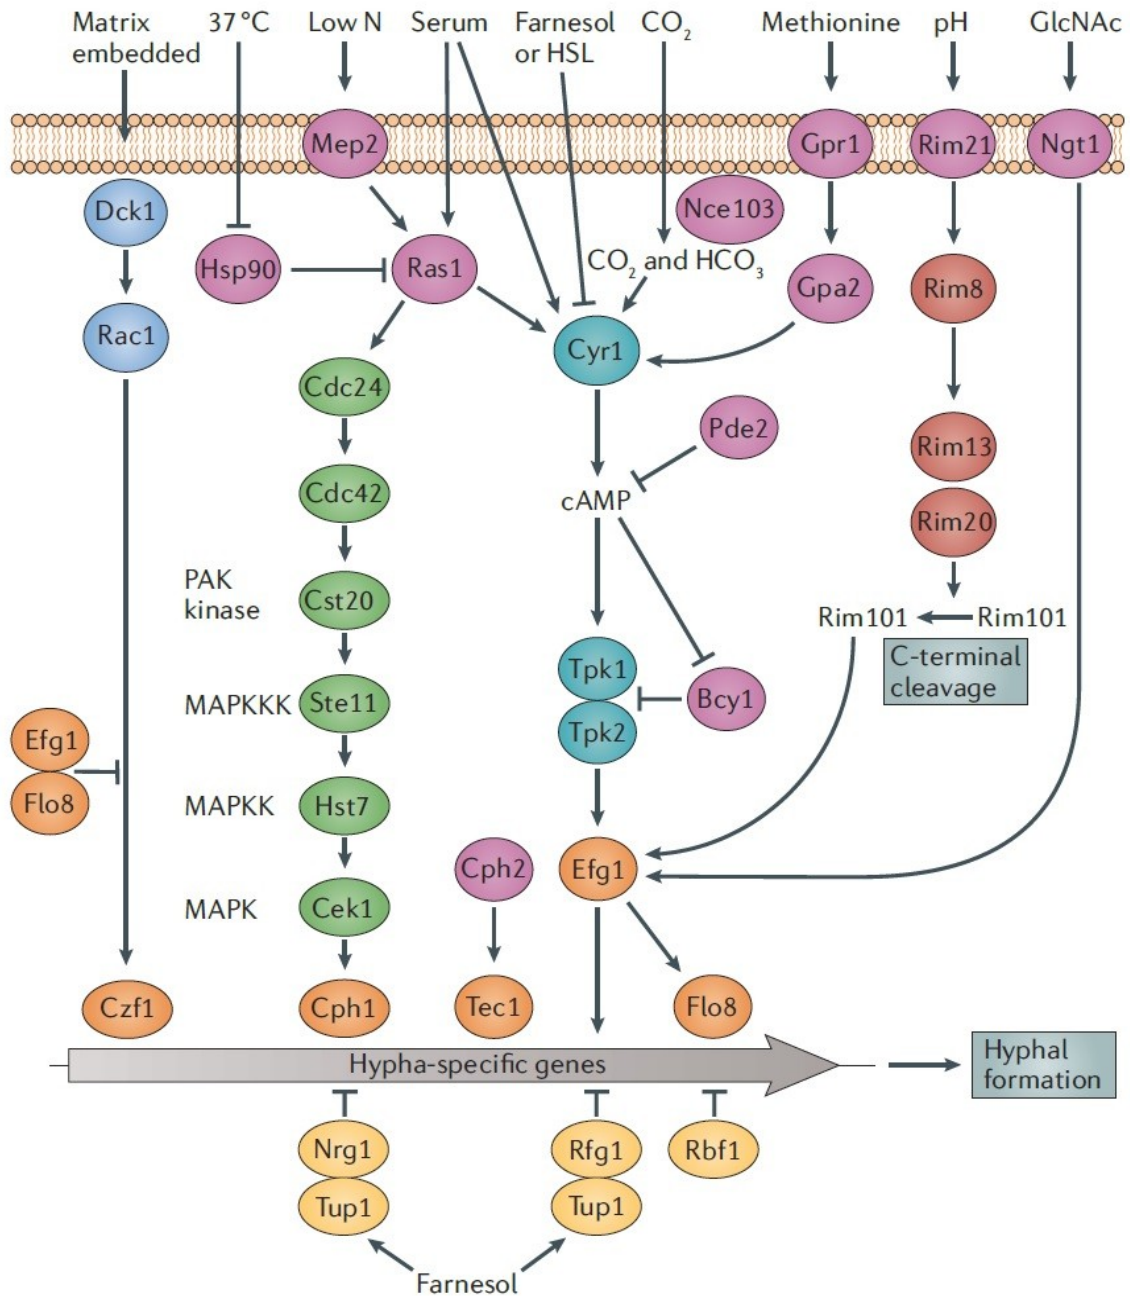 Matrix
embedded
37 °C
Low N
Serum
Farnesol
or HSL
CO2
Methionine
pH
GlcNAc
Mep2
Gpr1
Rim21
Ngt1
Dck1
Nce103
Hsp90
Ras1
CO2 and HCO3
Gpa2
Rim8
Rac1
Cyr1
Cdc24
Pde2
Rim13
Cdc42
cAMP
Rim20
PAK
kinase
Cst20
Rim101
Rim101
C-terminal
cleavage
Tpk1
MAPKKK
Ste11
Bcy1
Tpk2
Efg1
Flo8
MAPKK
Hst7
Cph2
Efg1
MAPK
Cek1
Czf1
Cph1
Tec1
Flo8
Hypha-specific genes
Hyphal
formation
Nrg1
Rfg1
Rbf1
Tup1
Tup1
Farnesol